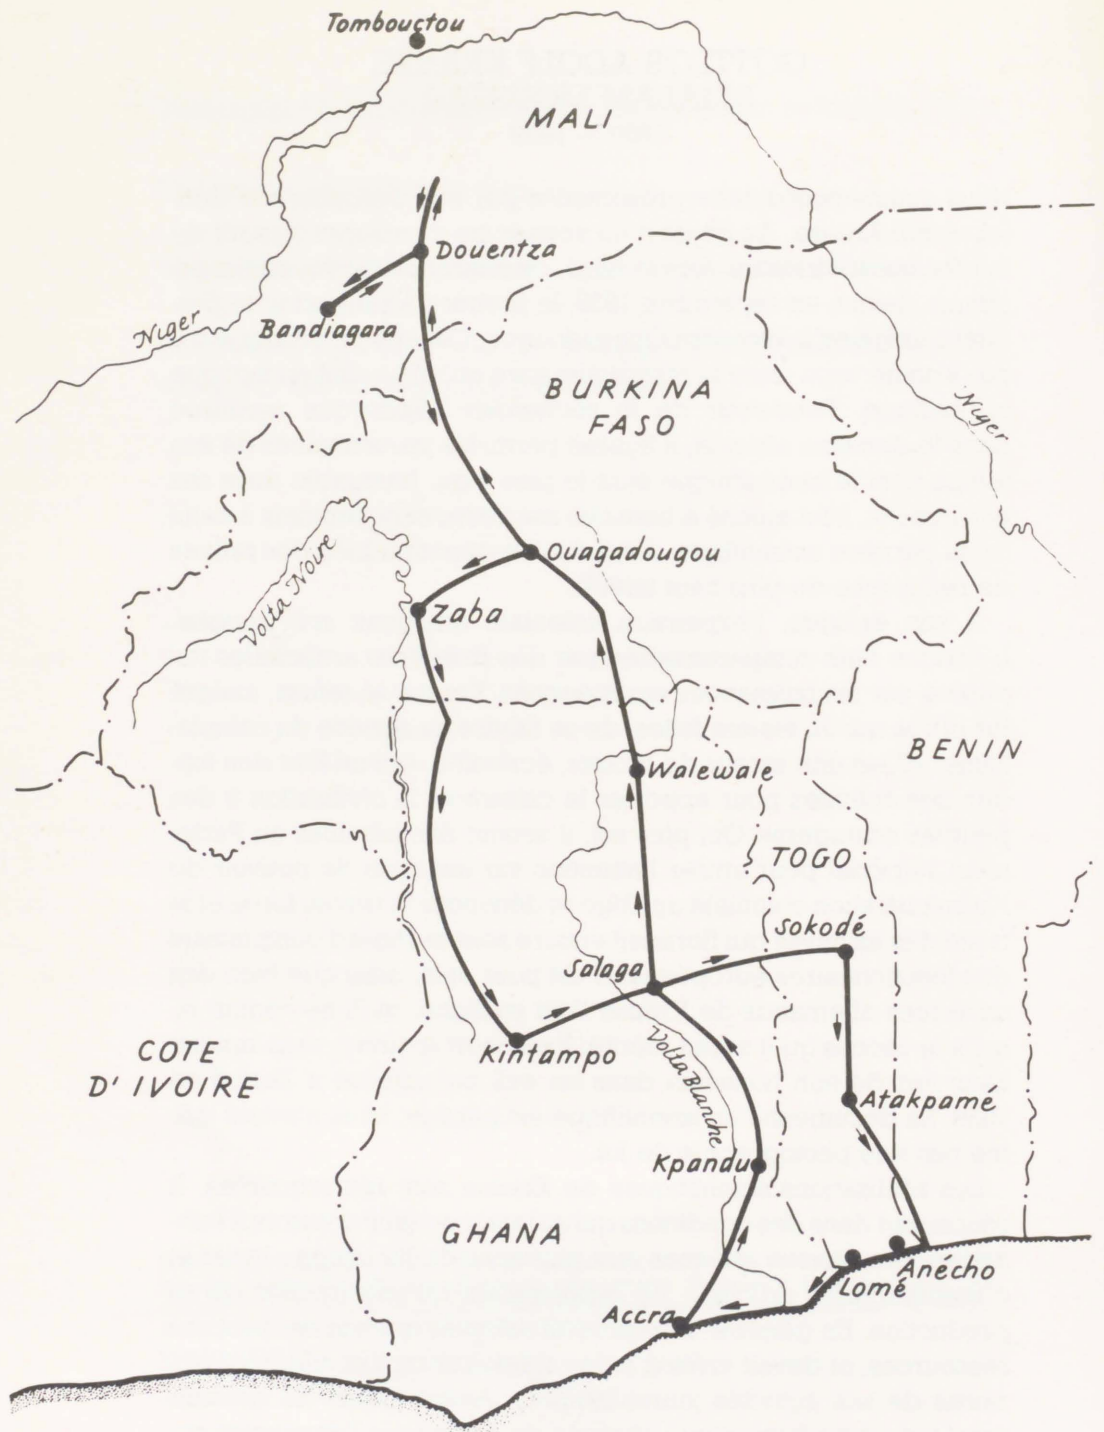 Tombouctou
MALI
Douentza
Bandiagara
Niger
BURKINA
FASO
Niger
Volta Noire
Ouagadougou
Zaba
BENIN
Walewale
TOGO
Sokodé
Salaga
Kintampo
COTE
D'IVOIRE
Volta Blanche
Atakpamé
Kpandu
GHANA
Anécho
Lomé
Accra